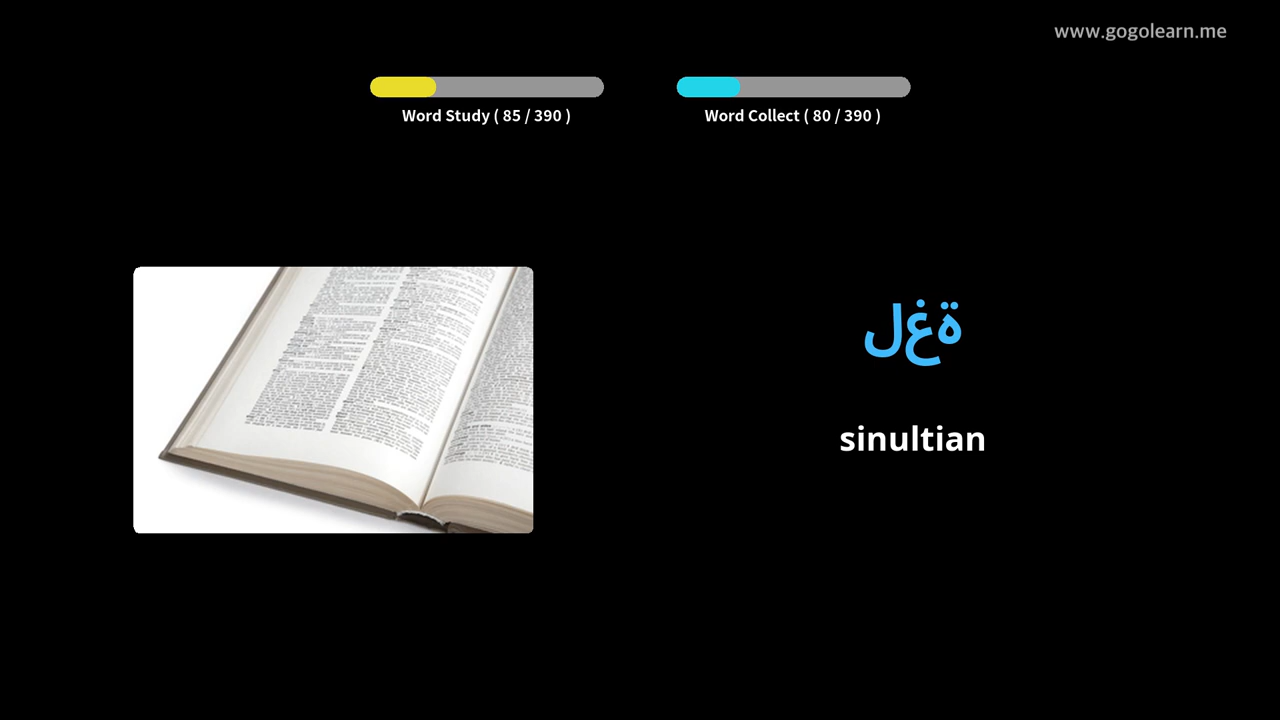 www.gogolearn.me
Word Study ( 85 / 390 )
Word Collect ( 80 / 390 )
لغة
sinultian